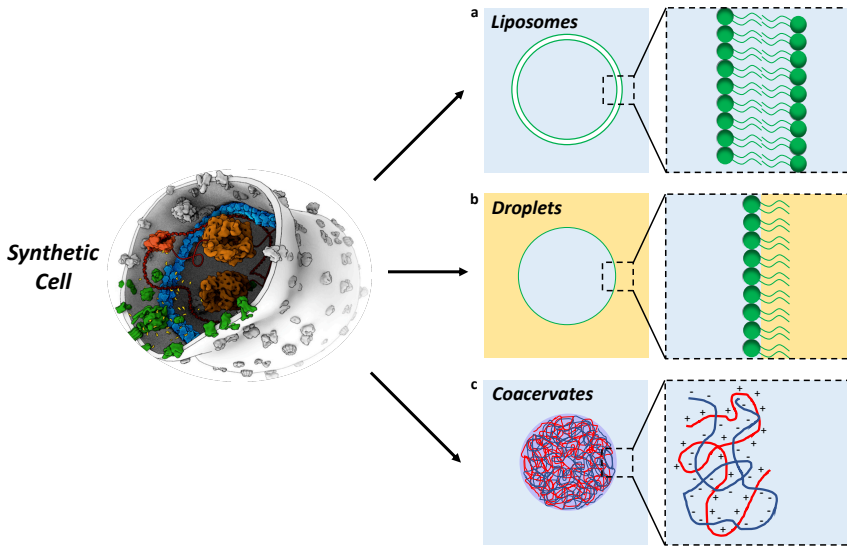 Synthetic
Cell
a
Liposomes
b
Droplets
c
Coacervates